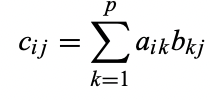 c_{ij} = \sum_{k=1}^{p} a_{ik} b_{kj}